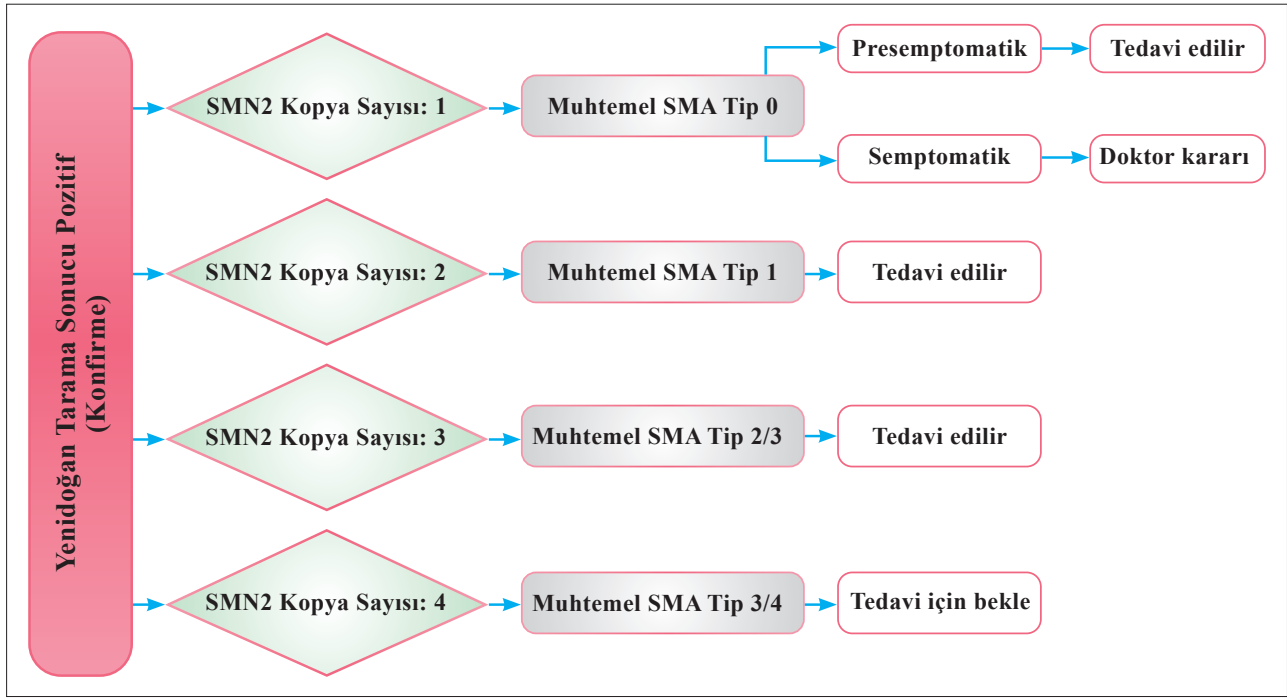 Yenidoğan Tarama Sonucu Pozitif
(Konfirme)
SMN2 Kopya Sayısı: 1
Muhtemel SMA Tip 0
Presemptomatik
Tedavi edilir
Semptomatik
Doktor kararı
SMN2 Kopya Sayısı: 2
Muhtemel SMA Tip 1
Tedavi edilir
SMN2 Kopya Sayısı: 3
Muhtemel SMA Tip 2/3
Tedavi edilir
SMN2 Kopya Sayısı: 4
Muhtemel SMA Tip 3/4
Tedavi için bekle